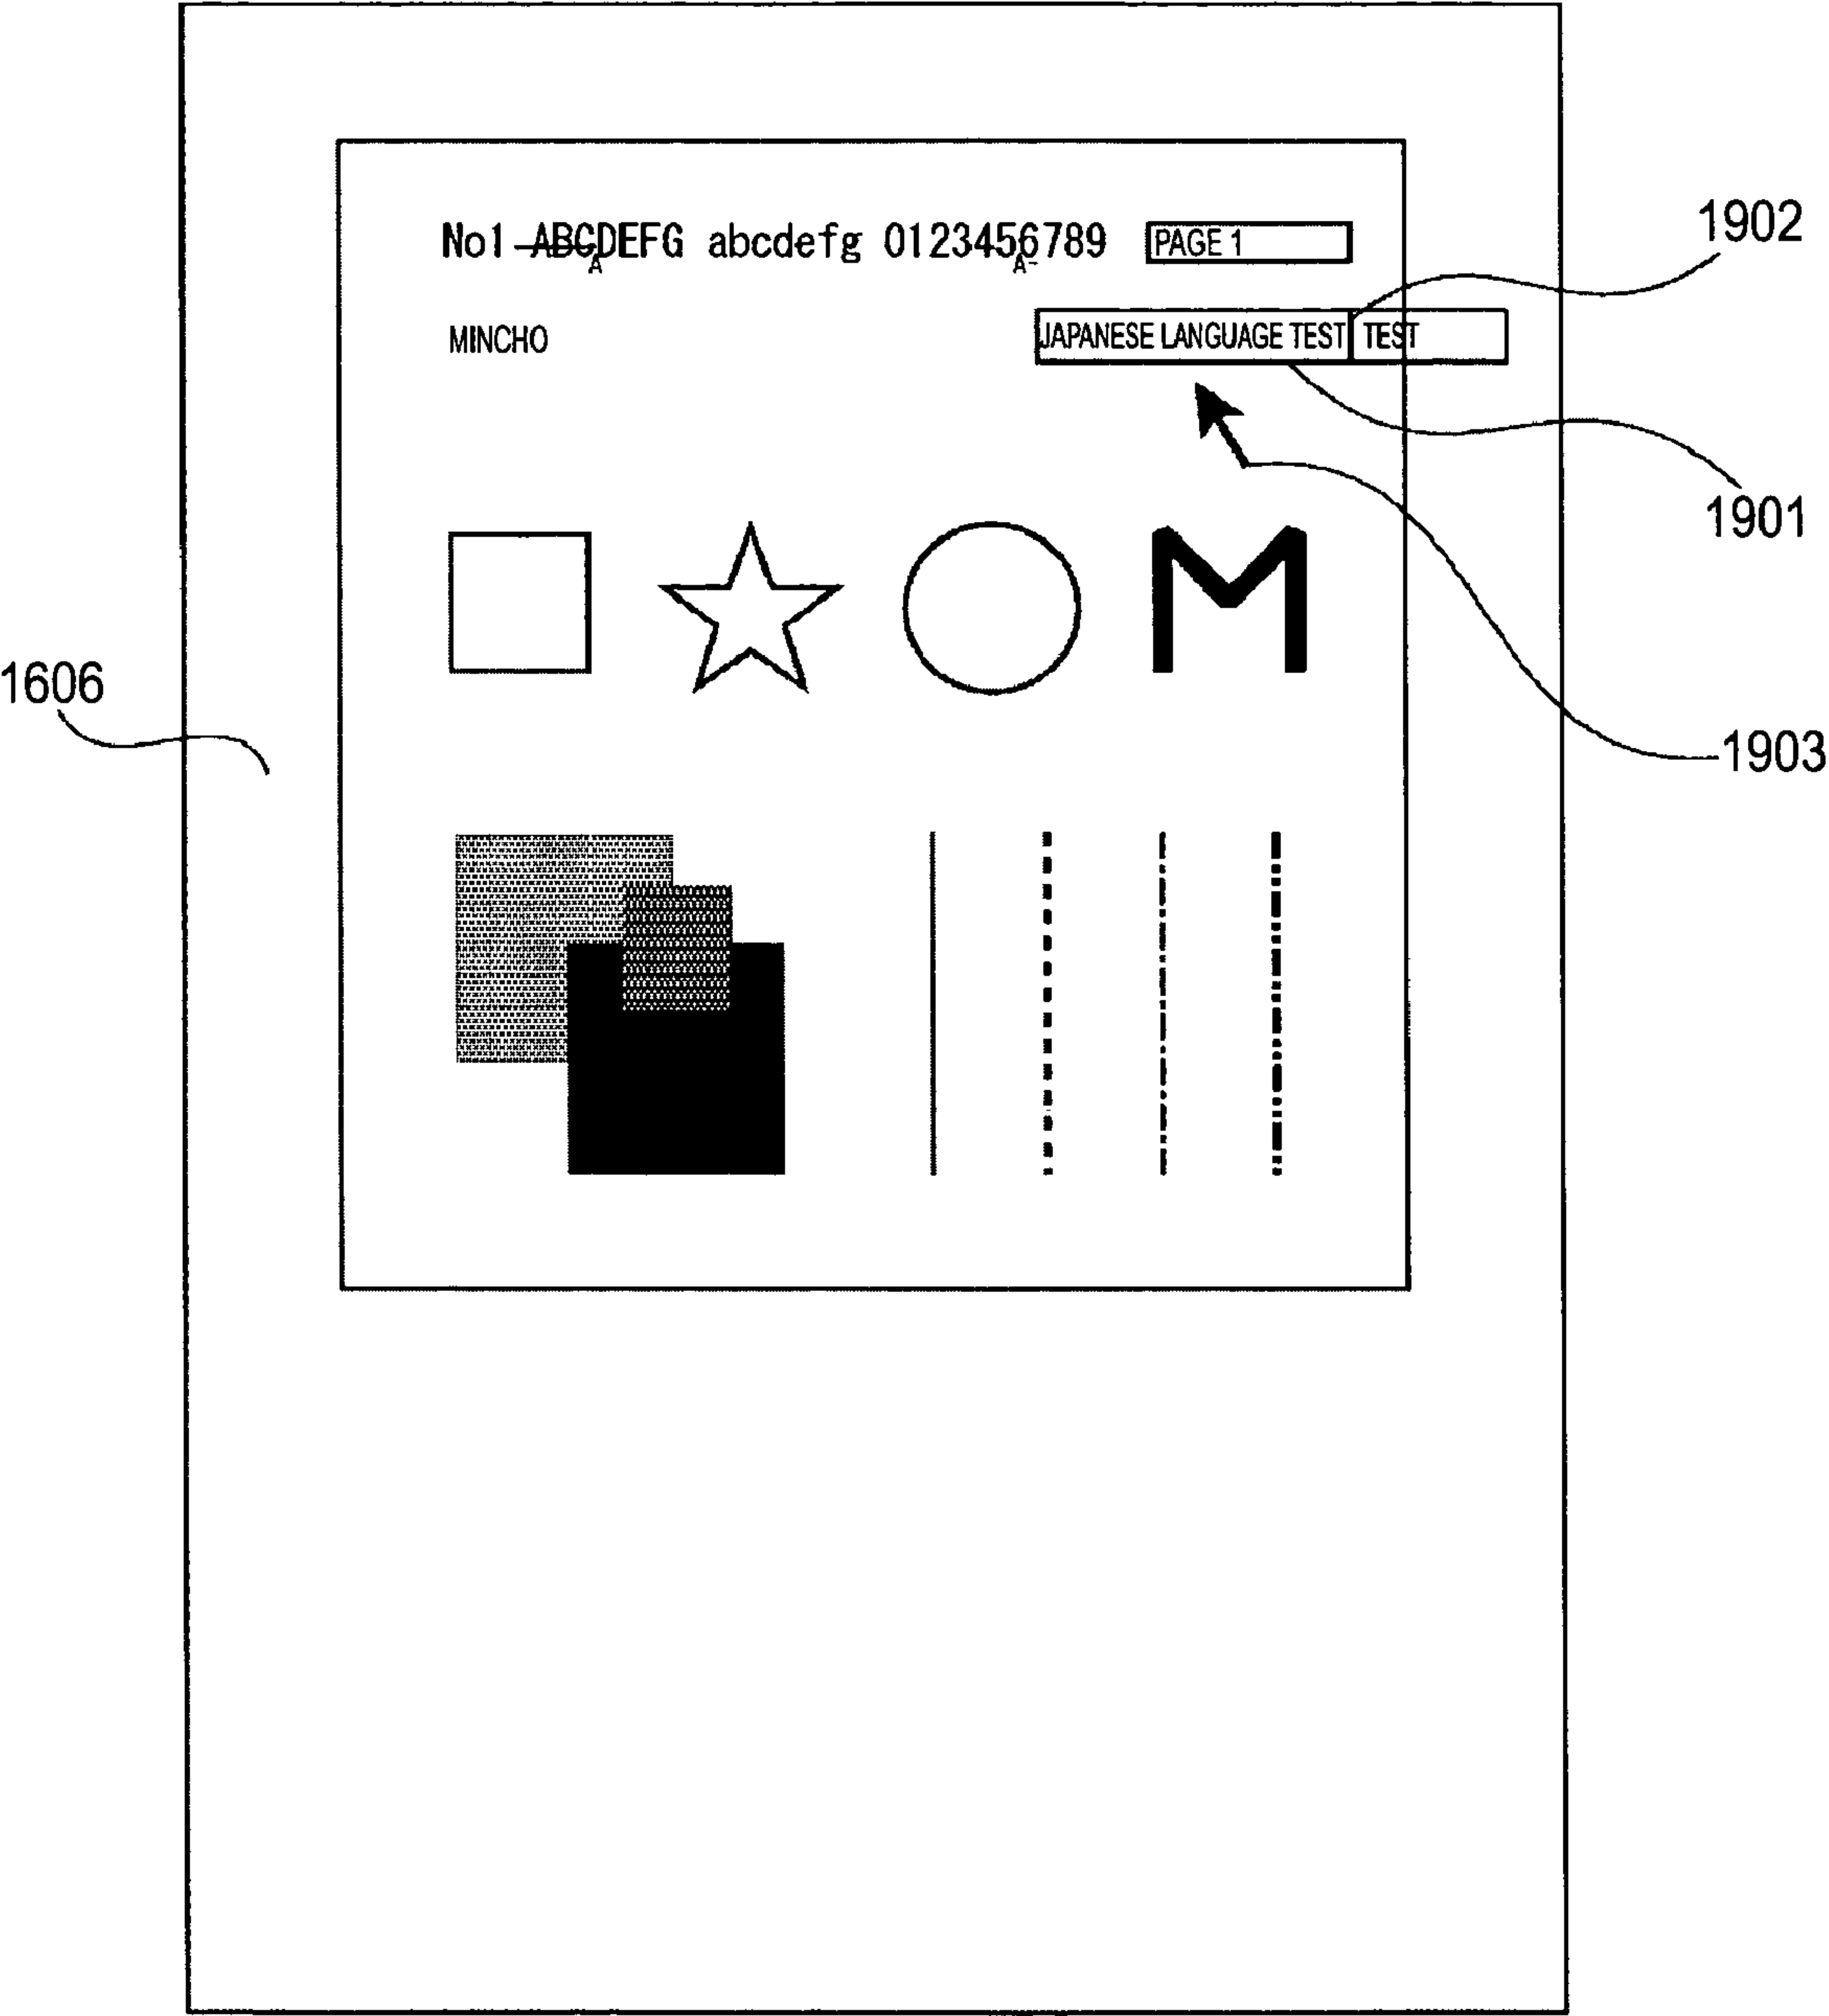 No1 ABCDEFG abcdefg 0123456789 PAGE 1
A A
1902
MINCHO JAPANESE LANGUAGE TEST TEST
1901
M
1606
1903